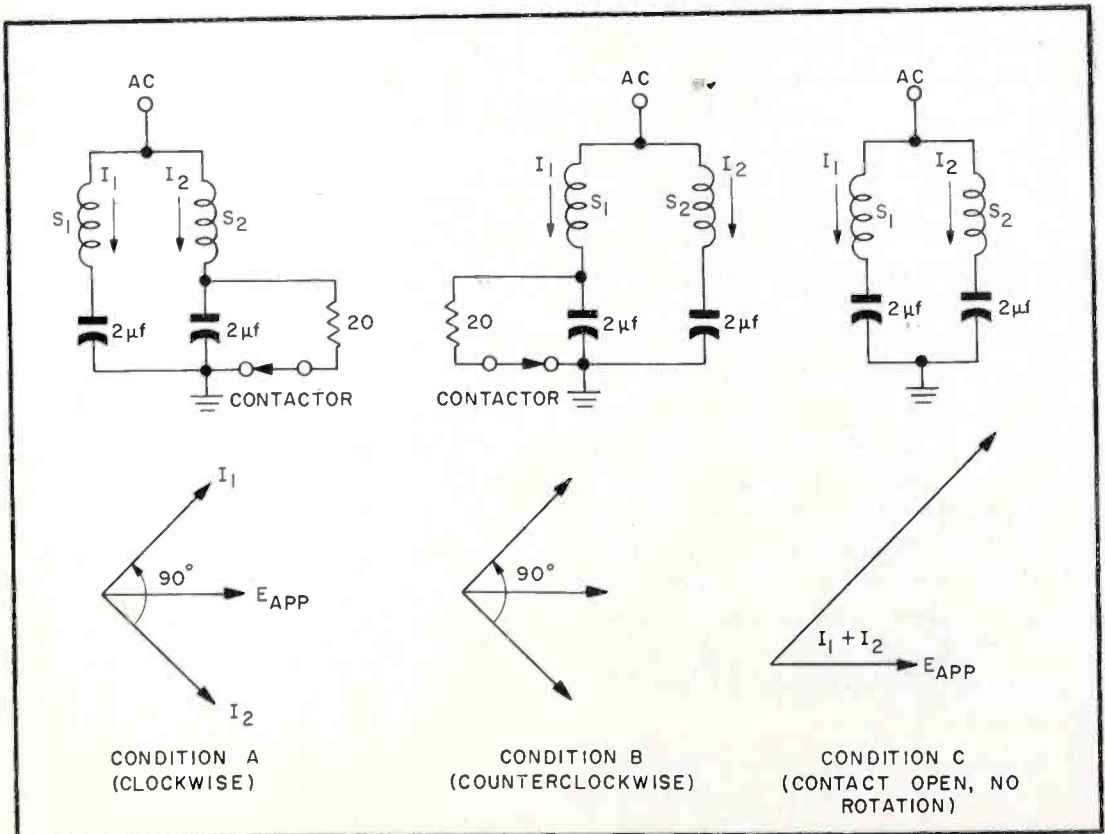 AC
I1
I2
S1
S2
2µf
2µf
20
CONTACTOR
AC
I1
I2
S1
S2
20
2µf
2µf
CONTACTOR
AC
I1
I2
S1
S2
2µf
2µf
I1
90°
EAPP
I2
90°
I1 + I2
EAPP
CONDITION A
(CLOCKWISE)
CONDITION B
(COUNTERCLOCKWISE)
CONDITION C
(CONTACT OPEN, NO
ROTATION)